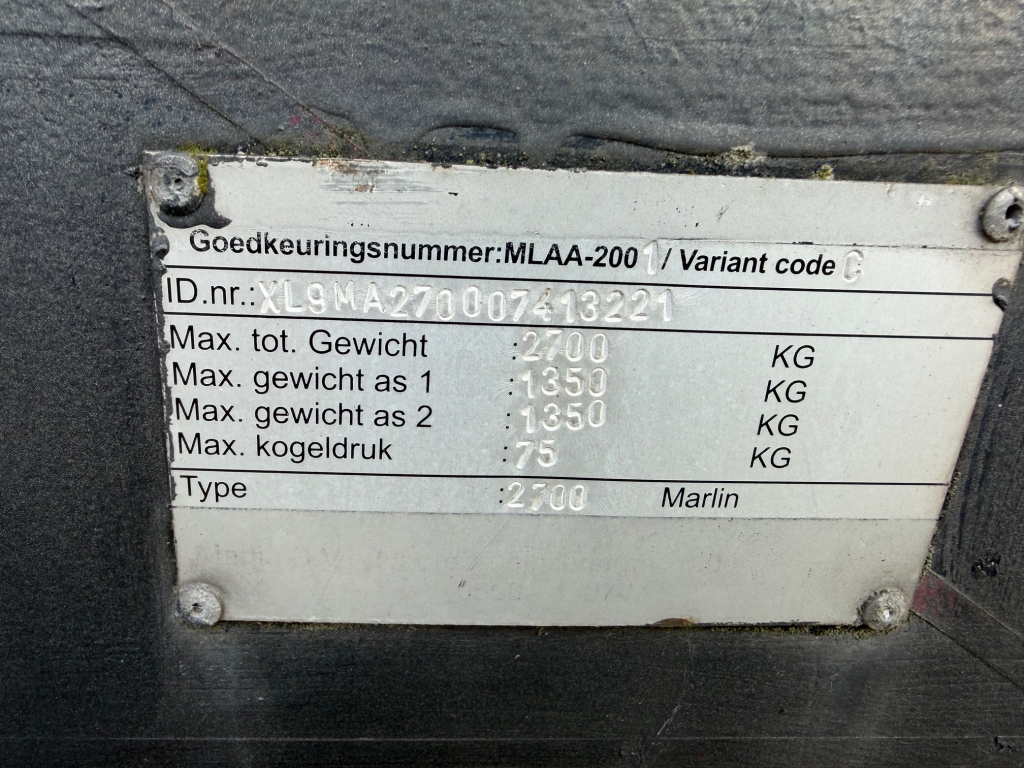 Goedkeuringsnummer:MLAA-2001/ Variant code C
ID.nr.:XL9MA270007413221
Max. tot. Gewicht :2700 KG
Max. gewicht as 1 :1350 KG
Max. gewicht as 2 :1350 KG
Max. kogeldruk :75 KG
Type :2700 Marlin